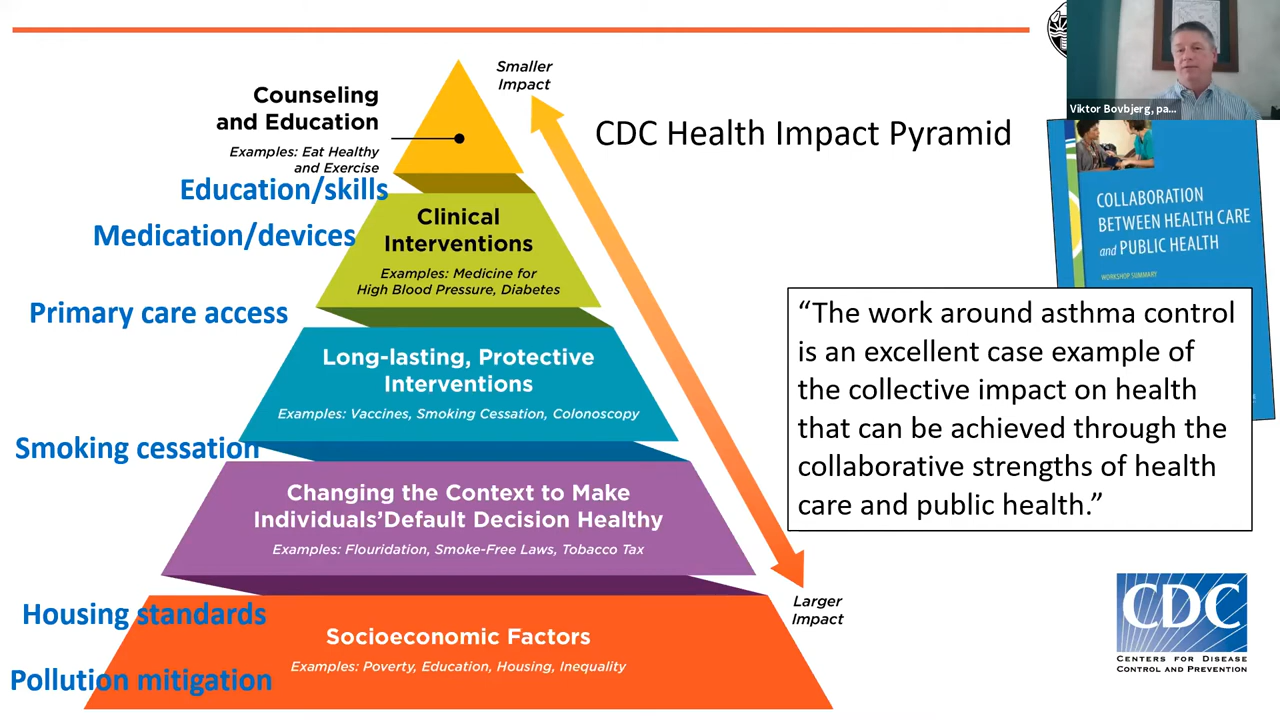 Viktor Bovbjerg, pa...
CDC Health Impact Pyramid
Smaller
Impact
Counseling
and Education
Examples: Eat Healthy
and Exercise
Education/skills
Medication/devices
Clinical
Interventions
Examples: Medicine for
High Blood Pressure, Diabetes
Primary care access
Long-lasting, Protective
Interventions
Examples: Vaccines, Smoking Cessation, Colonoscopy
Smoking cessation
Changing the Context to Make
Individuals’Default Decision Healthy
Examples: Flouridation, Smoke-Free Laws, Tobacco Tax
Housing standards
Socioeconomic Factors
Examples: Poverty, Education, Housing, Inequality
Pollution mitigation
Larger
Impact
COLLABORATION
BETWEEN HEALTH CARE
and PUBLIC HEALTH
WORKSHOP SUMMARY
“The work around asthma control
is an excellent case example of
the collective impact on health
that can be achieved through the
collaborative strengths of health
care and public health.”
CDC
CENTERS FOR DISEASE
CONTROL AND PREVENTION